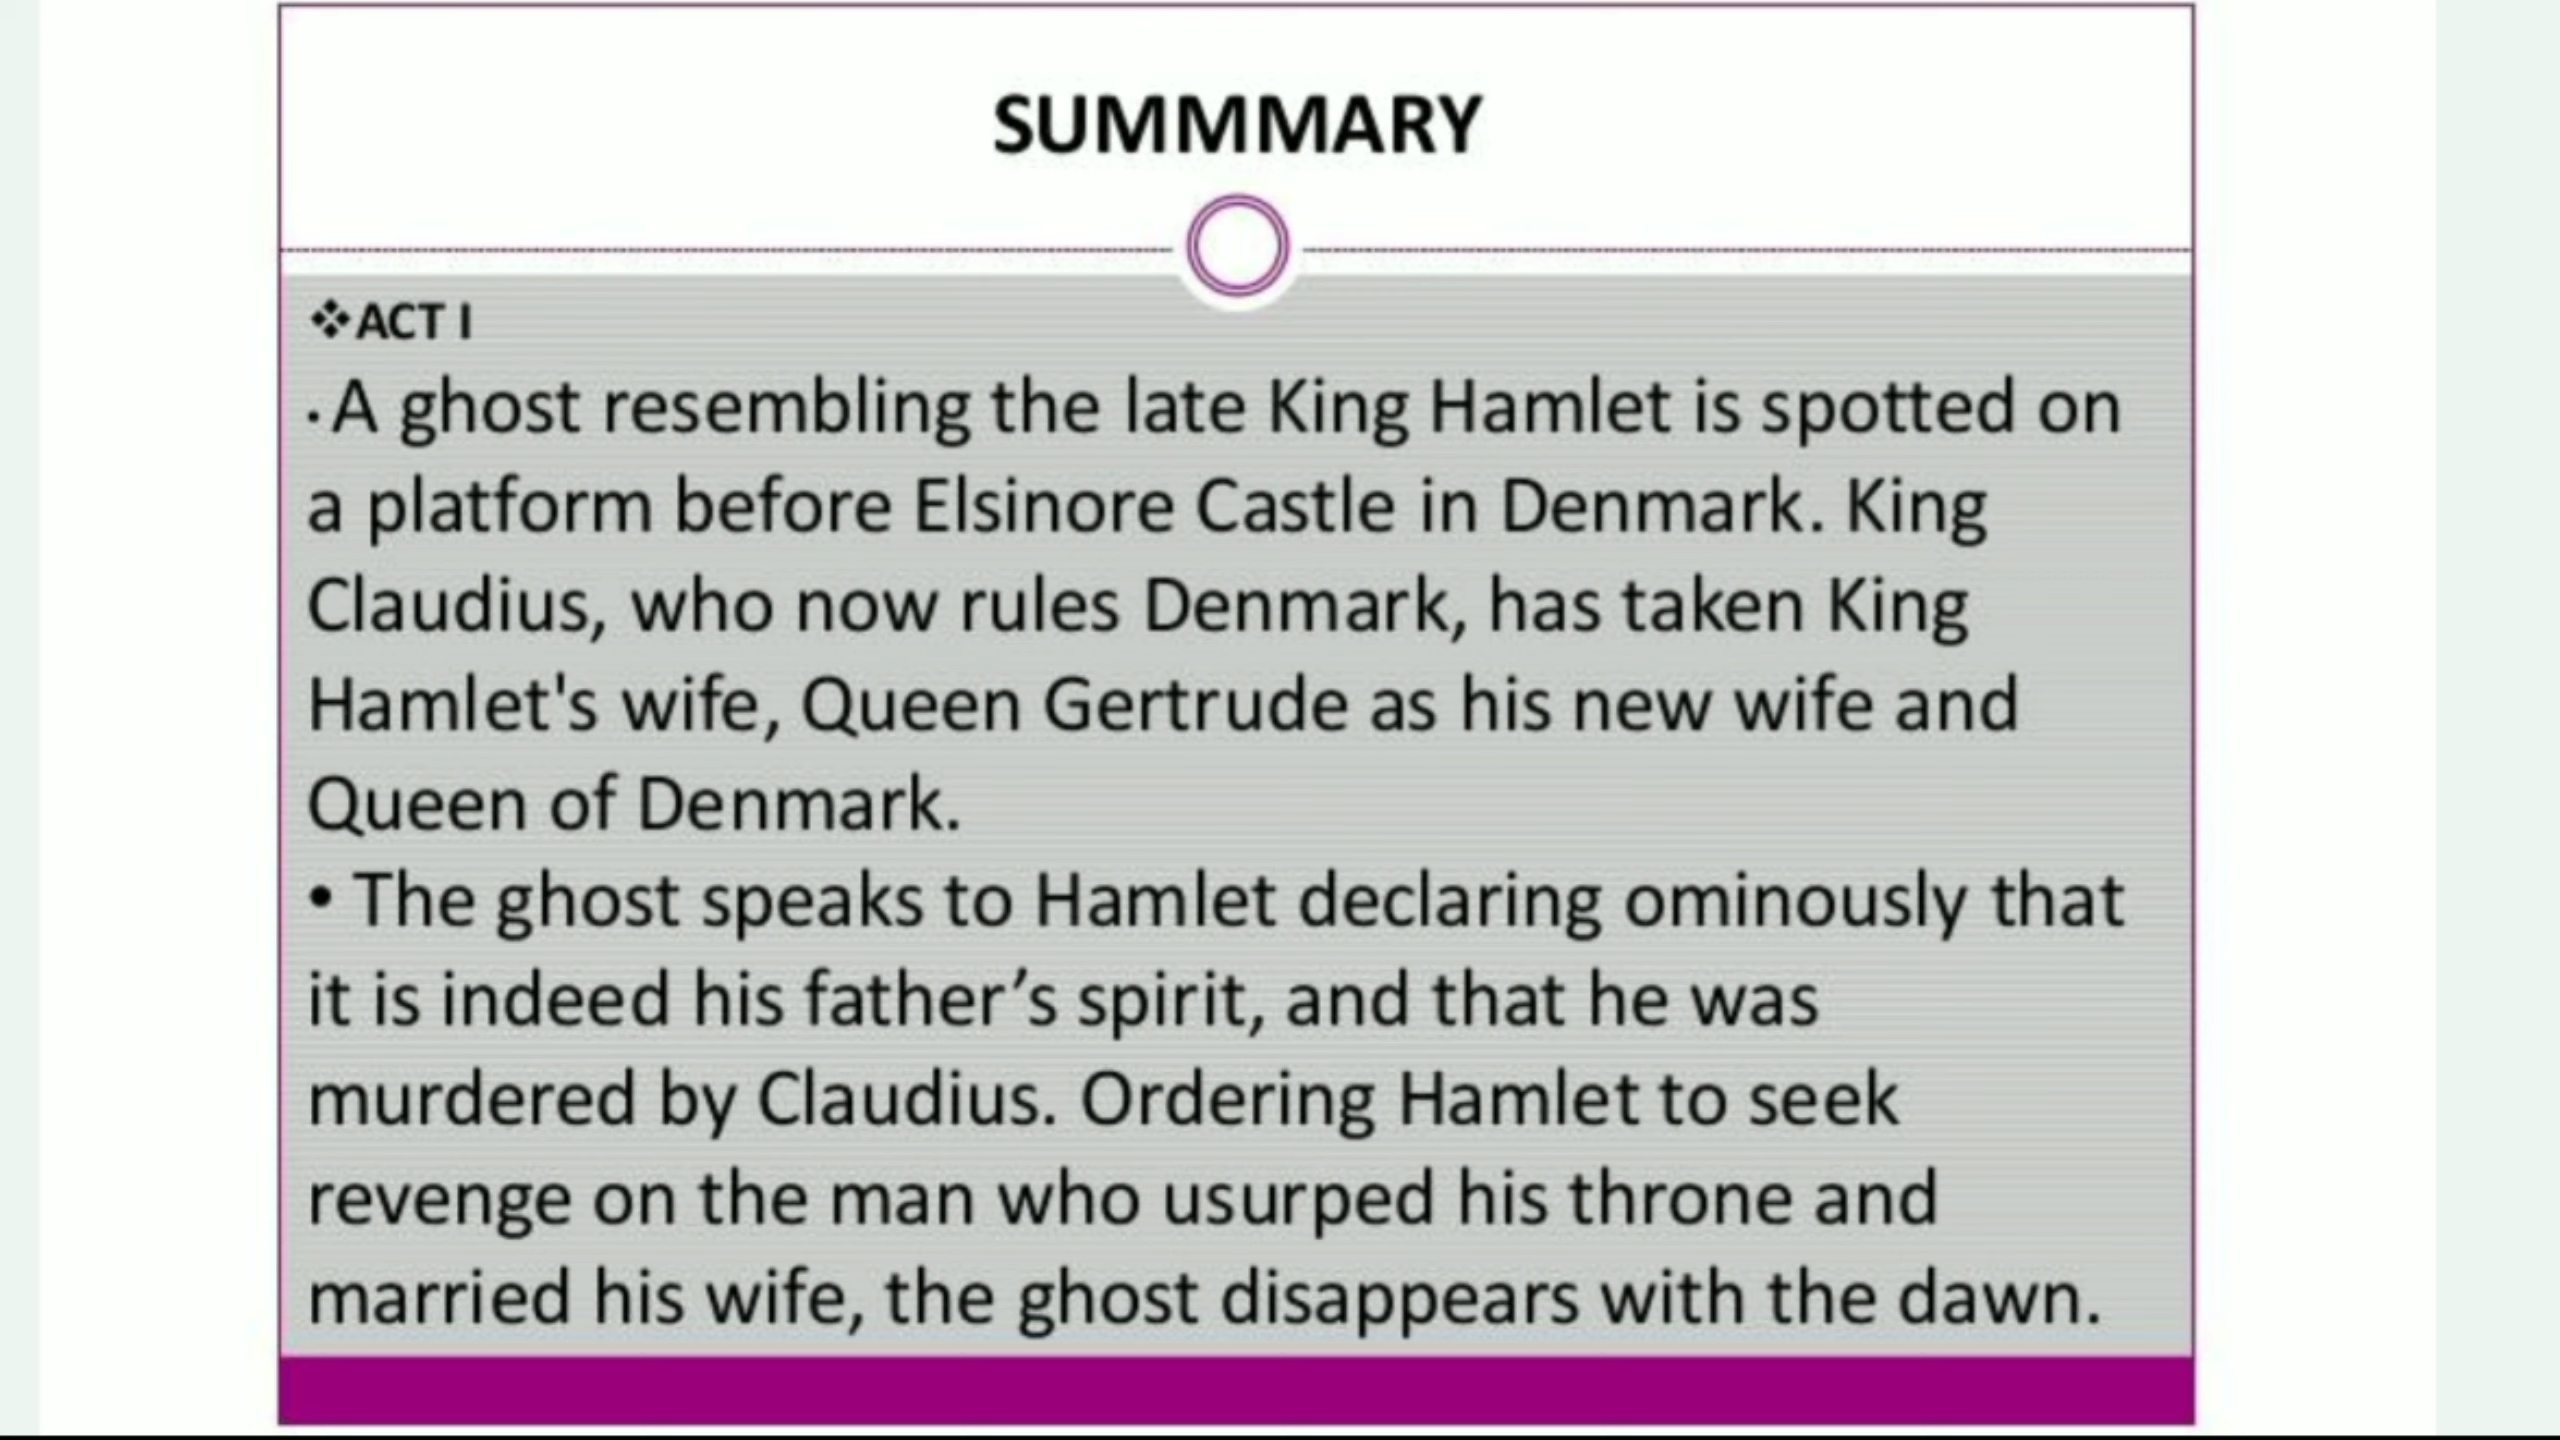 SUMMMARY
❖ACT I
·A ghost resembling the late King Hamlet is spotted on
a platform before Elsinore Castle in Denmark. King
Claudius, who now rules Denmark, has taken King
Hamlet's wife, Queen Gertrude as his new wife and
Queen of Denmark.
• The ghost speaks to Hamlet declaring ominously that
it is indeed his father’s spirit, and that he was
murdered by Claudius. Ordering Hamlet to seek
revenge on the man who usurped his throne and
married his wife, the ghost disappears with the dawn.